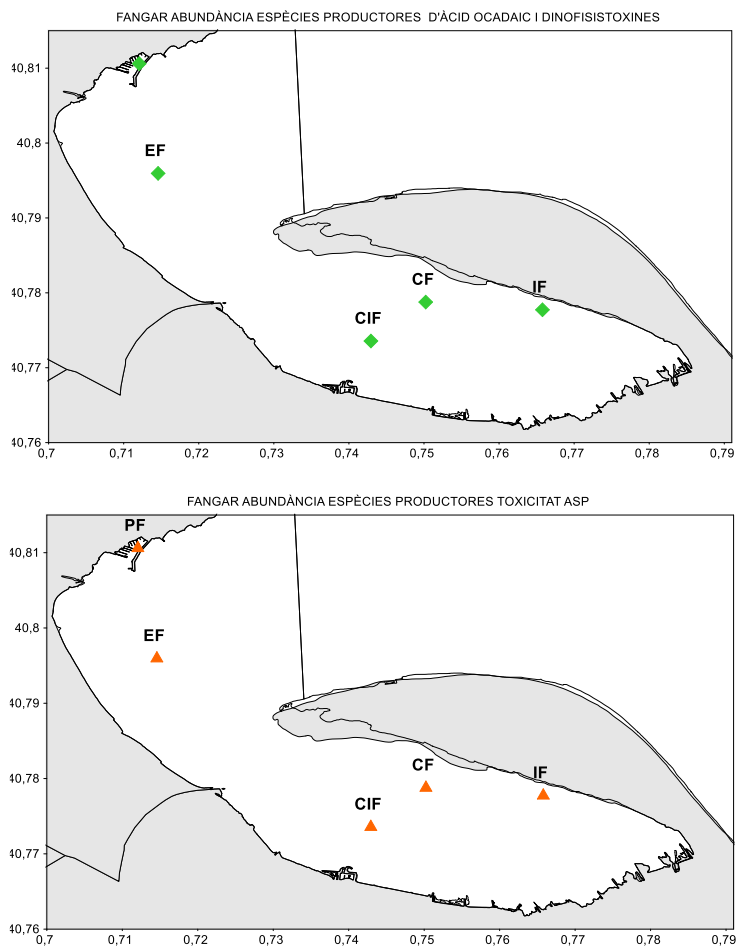 FANGAR ABUNDÀNCIA ESPÈCIES PRODUCTORES D'ÀCID OCADAIC I DINOFISISTOXINES
40,81
EF
40,8
40,79
CF
IF
40,78
CIF
40,77
40,76
0,7 0,71 0,72 0,73 0,74 0,75 0,76 0,77 0,78 0,79
FANGAR ABUNDÀNCIA ESPÈCIES PRODUCTORES TOXICITAT ASP
PF
40,81
EF
40,8
40,79
CF
IF
40,78
CIF
40,77
40,76
0,7 0,71 0,72 0,73 0,74 0,75 0,76 0,77 0,78 0,79